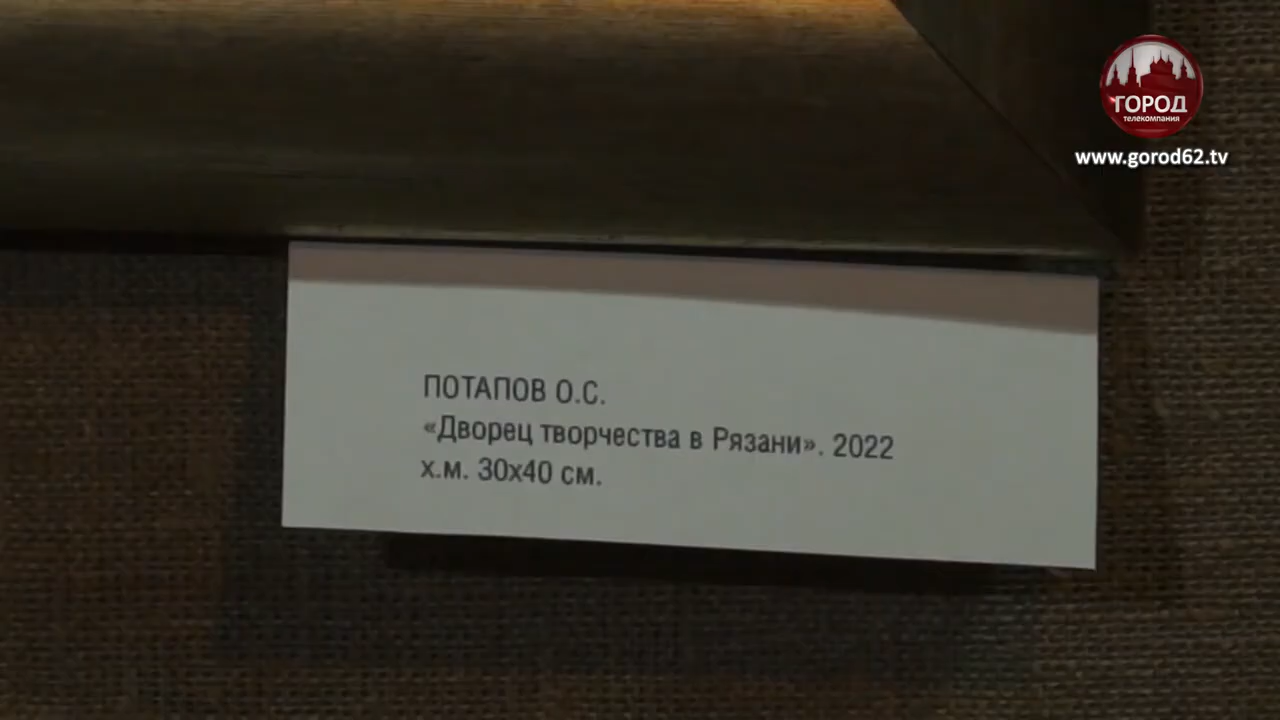 ГОРОД
телекомпания
www.gorod62.tv
ПОТАПОВ О.С.
«Дворец творчества в Рязани». 2022
х.м. 30х40 см.